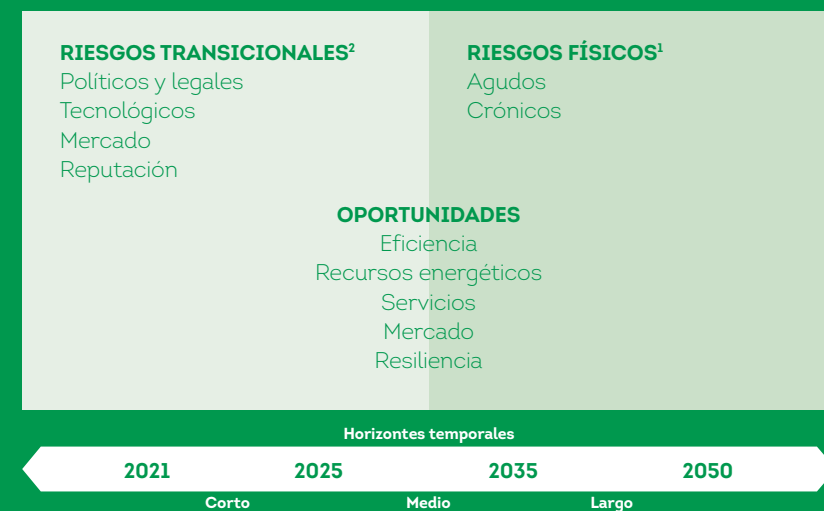 RIESGOS TRANSICIONALES²
Políticos y legales
Tecnológicos
Mercado
Reputación
RIESGOS FÍSICOS¹
Agudos
Crónicos
OPORTUNIDADES
Eficiencia
Recursos energéticos
Servicios
Mercado
Resiliencia
Horizontes temporales
2021 2025 2035 2050
Corto Medio Largo